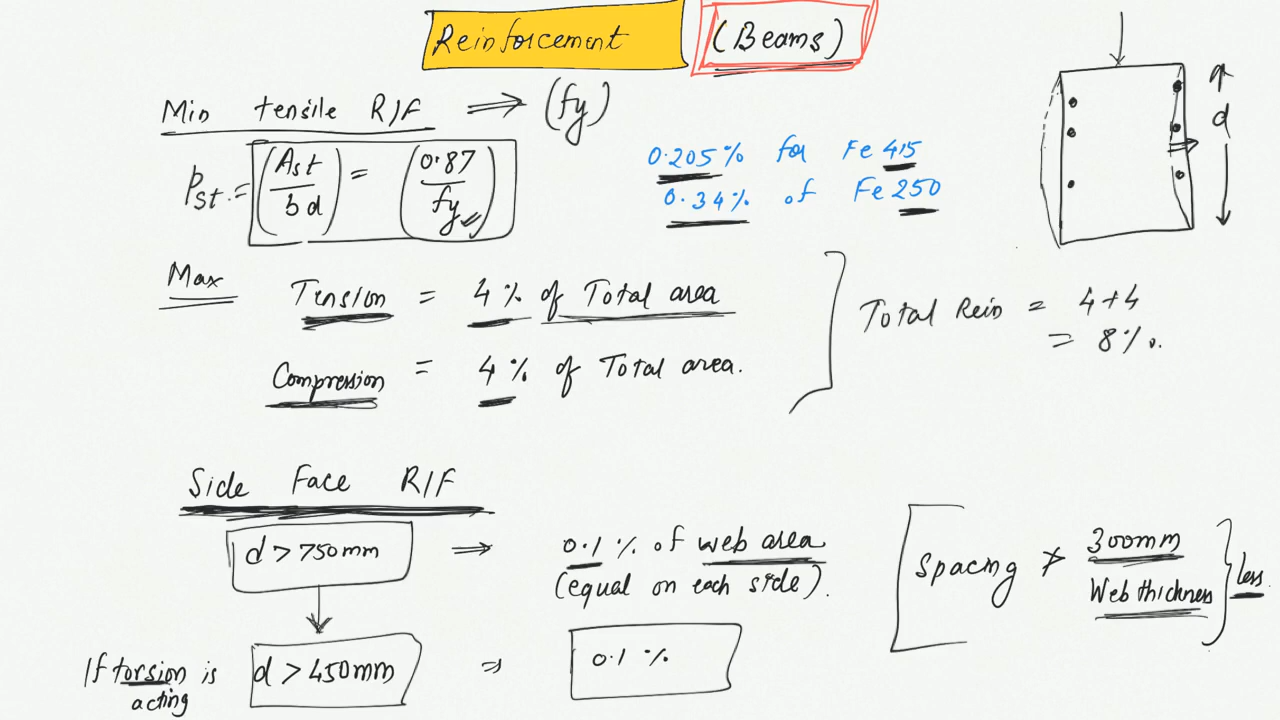 Reinforcement (Beams)
Min tensile R/F ⟹ (fy)
Pst = (Ast / bd) = (0.87 / fy)
0.205% for Fe 415
0.34% of Fe 250
d
Max
Tension = 4% of Total area
Compression = 4% of Total area.
Total Rein = 4+4
= 8%.
Side Face R/F
d > 750mm ⇒ 0.1 % of web area
(equal on each side).
Spacing ≯ 300mm
Web thickness
Less
If torsion is acting
d > 450mm ⇒ 0.1 %